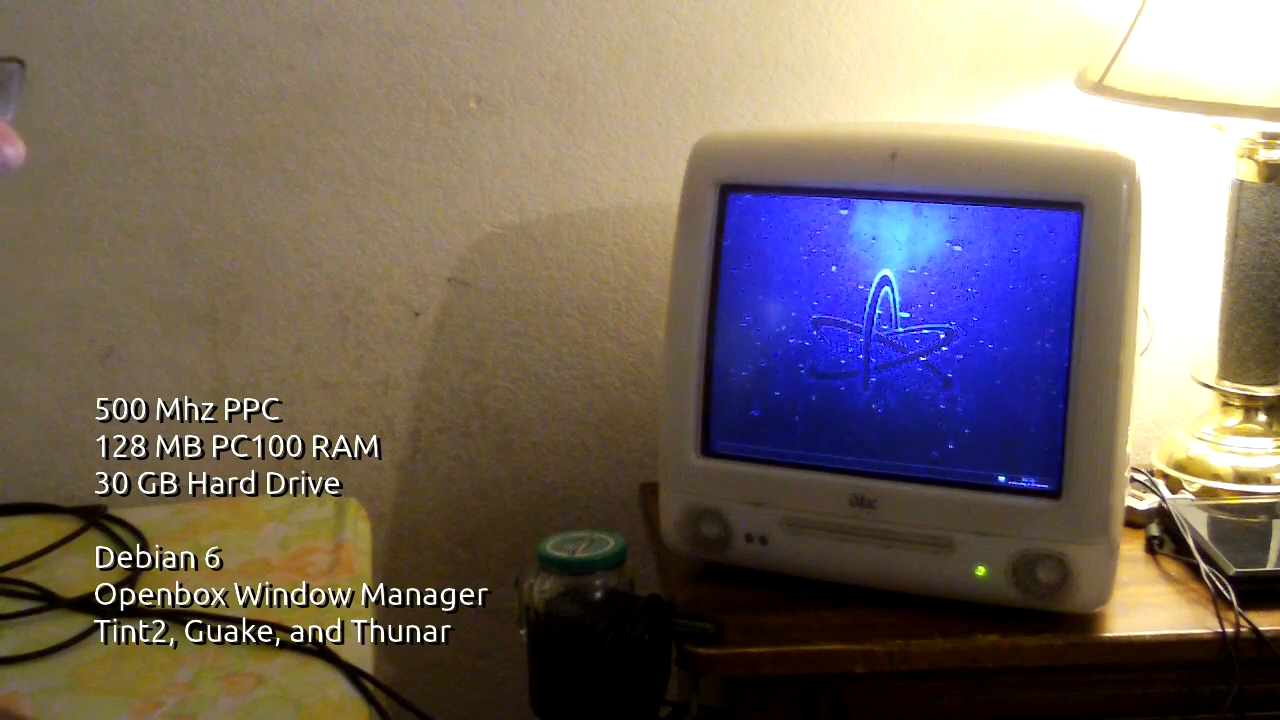 500 Mhz PPC
128 MB PC100 RAM
30 GB Hard Drive
Debian 6
Openbox Window Manager
Tint2, Guake, and Thunar
iMac